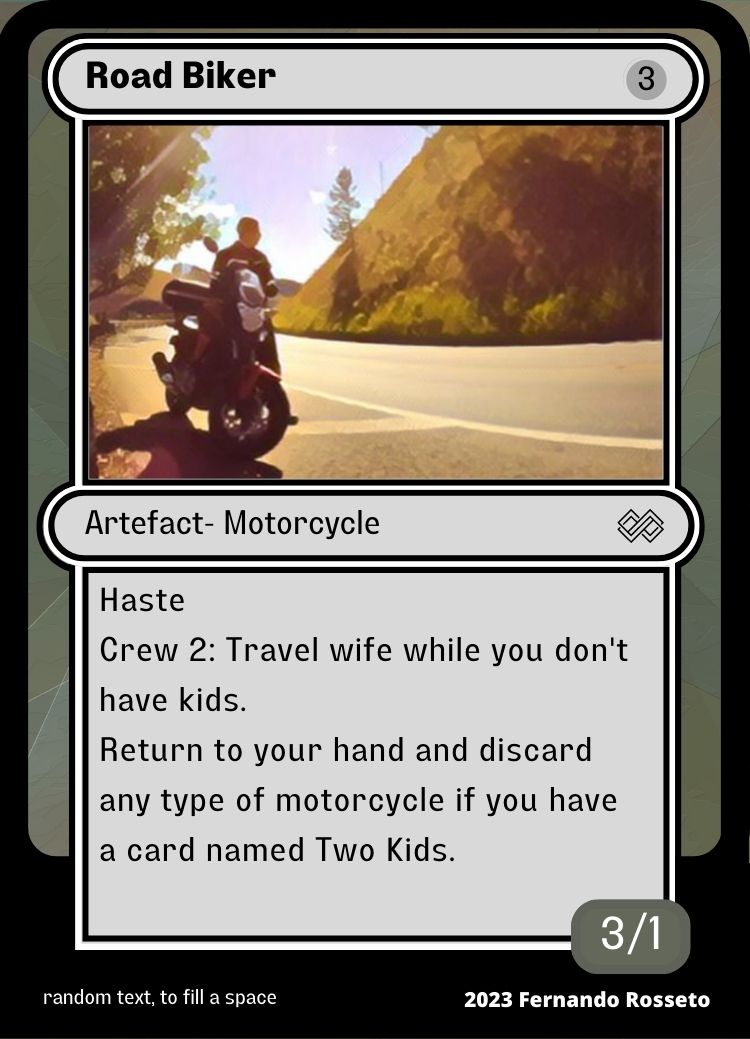 Road Biker
3
Artefact- Motorcycle
Haste
Crew 2: Travel wife while you don't
have kids.
Return to your hand and discard
any type of motorcycle if you have
a card named Two Kids.
3/1
random text, to fill a space
2023 Fernando Rosseto